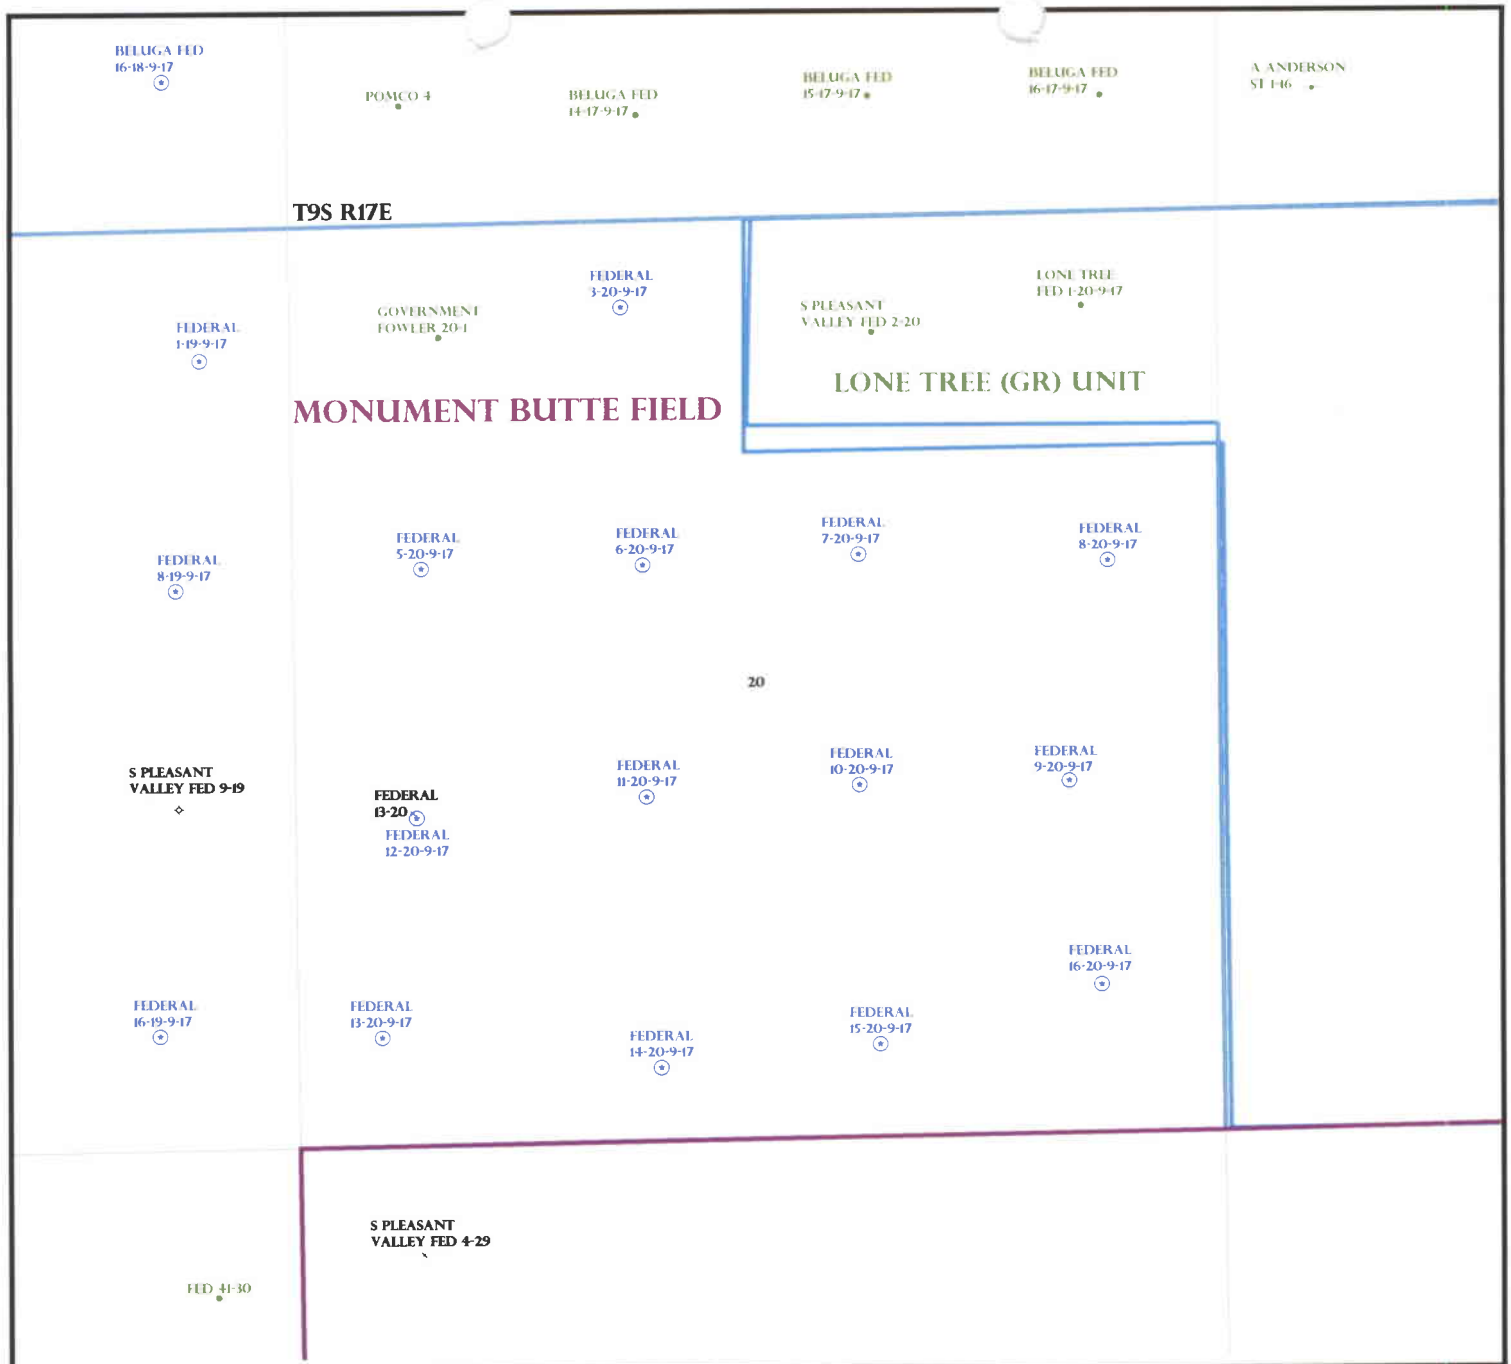 BELUGA FED
16-18-9-17
POMCO 4
BELUGA FED
14-17-9-17
BELUGA FED
15-17-9-17
BELUGA FED
16-17-9-17
A ANDERSON
ST 1-16
T9S R17E
FEDERAL
1-19-9-17
GOVERNMENT
FOWLER 20-1
FEDERAL
3-20-9-17
S PLEASANT
VALLEY FED 2-20
LONE TREE
FED 1-20-9-17
LONE TREE (GR) UNIT
MONUMENT BUTTE FIELD
FEDERAL
8-19-9-17
FEDERAL
5-20-9-17
FEDERAL
6-20-9-17
FEDERAL
7-20-9-17
FEDERAL
8-20-9-17
20
S PLEASANT
VALLEY FED 9-19
FEDERAL
13-20
FEDERAL
12-20-9-17
FEDERAL
11-20-9-17
FEDERAL
10-20-9-17
FEDERAL
9-20-9-17
FEDERAL
16-19-9-17
FEDERAL
13-20-9-17
FEDERAL
14-20-9-17
FEDERAL
15-20-9-17
FEDERAL
16-20-9-17
S PLEASANT
VALLEY FED 4-29
FED 41-30